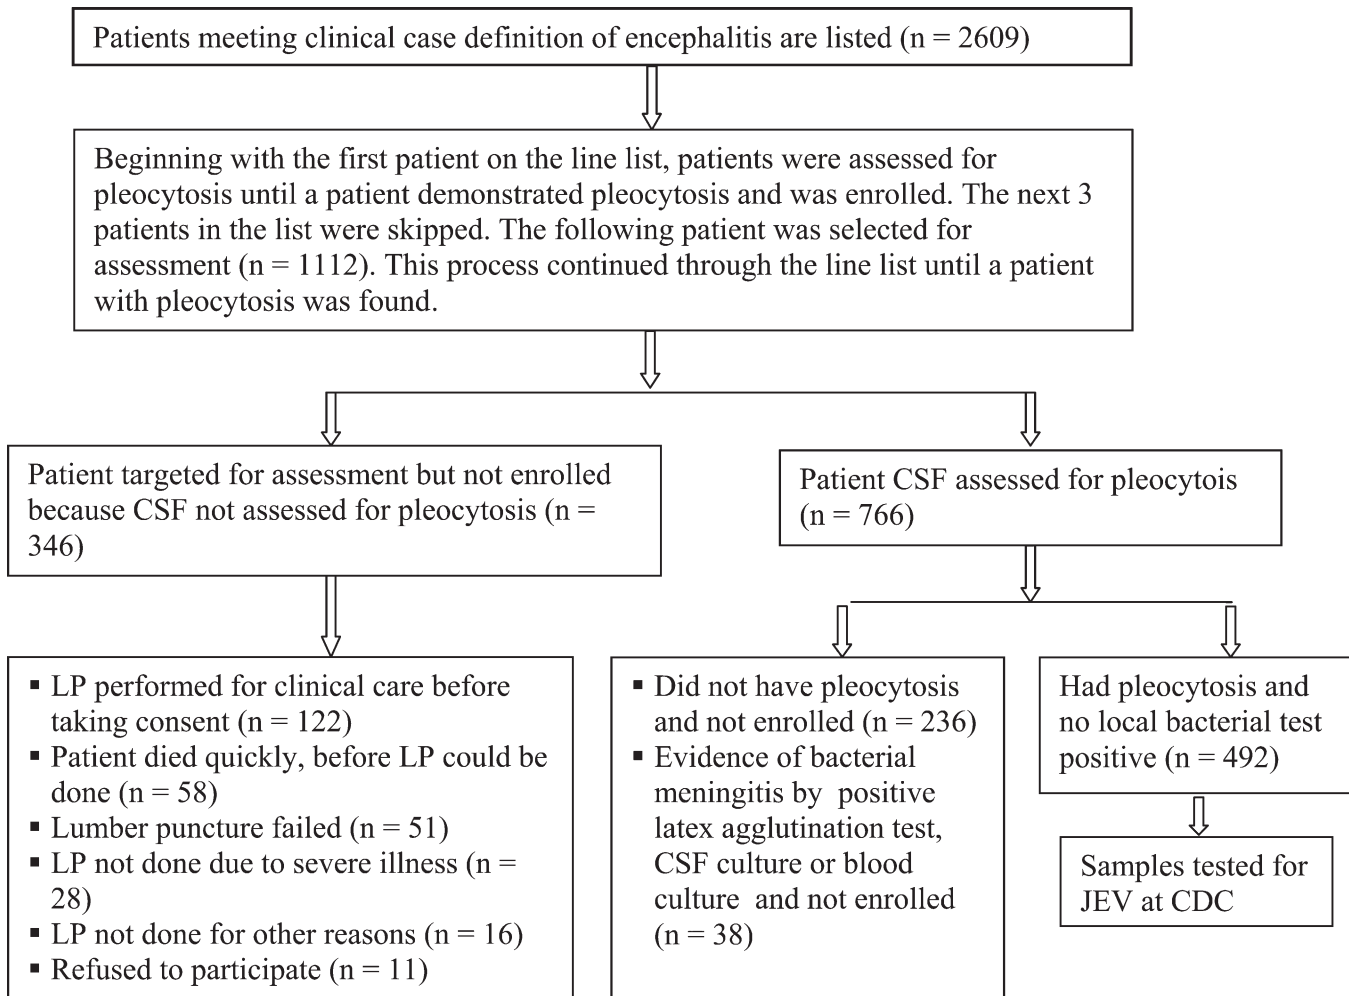 Patients meeting clinical case definition of encephalitis are listed (n = 2609)
Beginning with the first patient on the line list, patients were assessed for
pleocytosis until a patient demonstrated pleocytosis and was enrolled. The next 3
patients in the list were skipped. The following patient was selected for
assessment (n = 1112). This process continued through the line list until a patient
with pleocytosis was found.
Patient targeted for assessment but not enrolled
because CSF not assessed for pleocytosis (n =
346)
Patient CSF assessed for pleocytois
(n = 766)
▪ LP performed for clinical care before
taking consent (n = 122)
▪ Patient died quickly, before LP could be
done (n = 58)
▪ Lumber puncture failed (n = 51)
▪ LP not done due to severe illness (n =
28)
▪ LP not done for other reasons (n = 16)
▪ Refused to participate (n = 11)
▪ Did not have pleocytosis
and not enrolled (n = 236)
▪ Evidence of bacterial
meningitis by positive
latex agglutination test,
CSF culture or blood
culture and not enrolled
(n = 38)
Had pleocytosis and
no local bacterial test
positive (n = 492)
Samples tested for
JEV at CDC